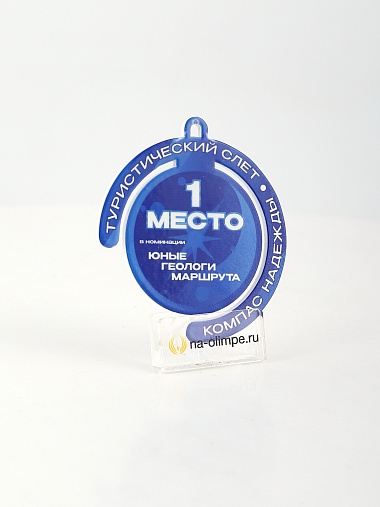 ТУРИСТИЧЕСКИЙ СЛЕТ • КОМПАС НАДЕЖДЫ
1
МЕСТО
В НОМИНАЦИИ
ЮНЫЕ
ГЕОЛОГИ
МАРШРУТА
na-olimpe.ru